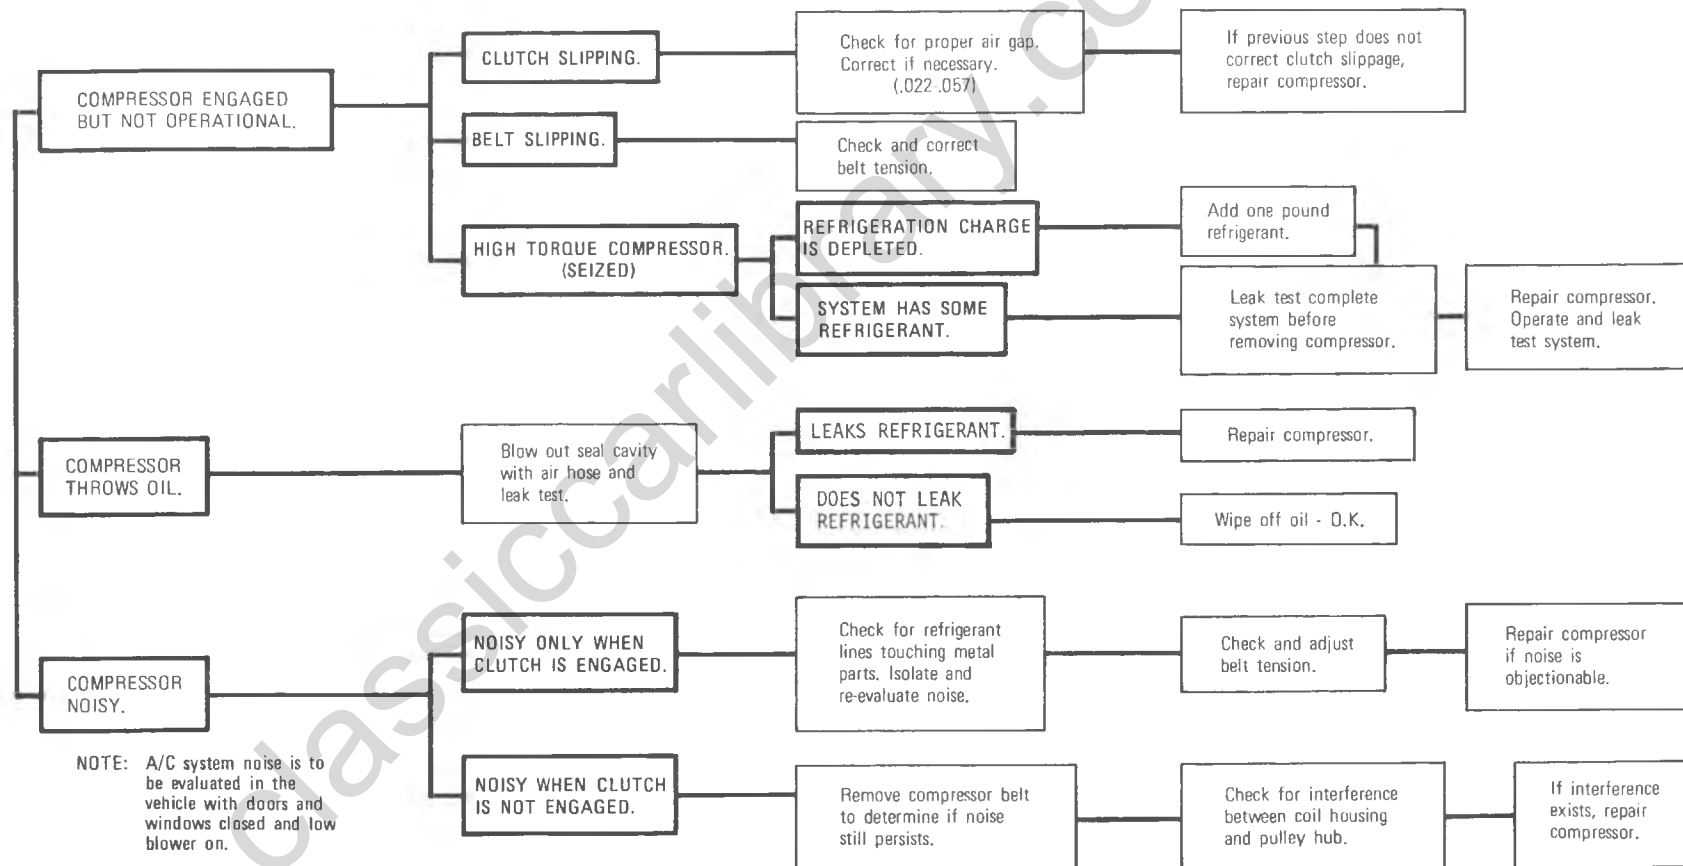 COMPRESSOR ENGAGED
BUT NOT OPERATIONAL.
CLUTCH SLIPPING.
Check for proper air gap.
Correct if necessary.
(.022-.057)
If previous step does not
correct clutch slippage,
repair compressor.
BELT SLIPPING.
Check and correct
belt tension.
HIGH TORQUE COMPRESSOR.
(SEIZED)
REFRIGERATION CHARGE
IS DEPLETED.
Add one pound
refrigerant.
SYSTEM HAS SOME
REFRIGERANT.
Leak test complete
system before
removing compressor.
Repair compressor.
Operate and leak
test system.
COMPRESSOR
THROWS OIL.
Blow out seal cavity
with air hose and
leak test.
LEAKS REFRIGERANT.
Repair compressor.
DOES NOT LEAK
REFRIGERANT.
Wipe off oil - O.K.
COMPRESSOR
NOISY.
NOISY ONLY WHEN
CLUTCH IS ENGAGED.
Check for refrigerant
lines touching metal
parts. Isolate and
re-evaluate noise.
Check and adjust
belt tension.
Repair compressor
if noise is
objectionable.
NOISY WHEN CLUTCH
IS NOT ENGAGED.
Remove compressor belt
to determine if noise
still persists.
Check for interference
between coil housing
and pulley hub.
If interference
exists, repair
compressor.
NOTE: A/C system noise is to
be evaluated in the
vehicle with doors and
windows closed and low
blower on.
classiccarlibrary.co